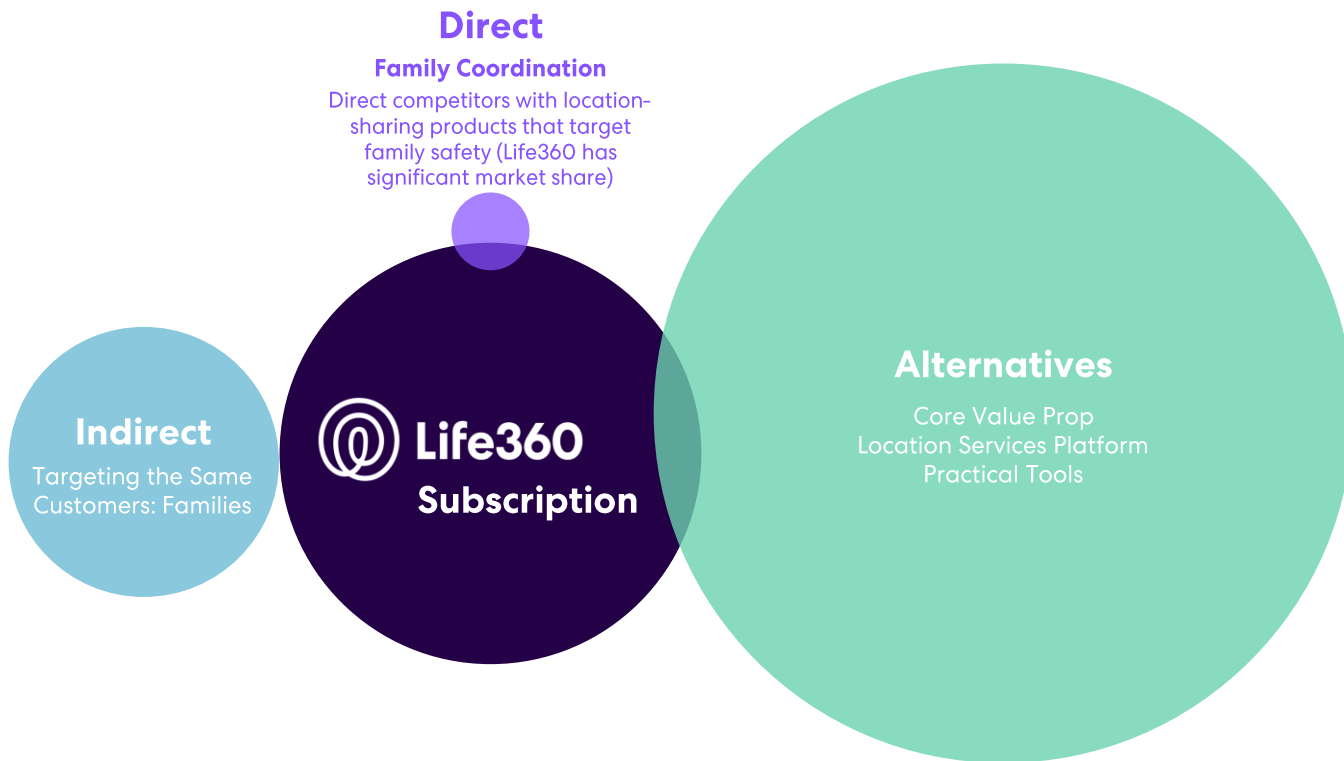 Direct
Family Coordination
Direct competitors with location-
sharing products that target
family safety (Life360 has
significant market share)
Indirect
Targeting the Same
Customers: Families
Life360
Subscription
Alternatives
Core Value Prop
Location Services Platform
Practical Tools